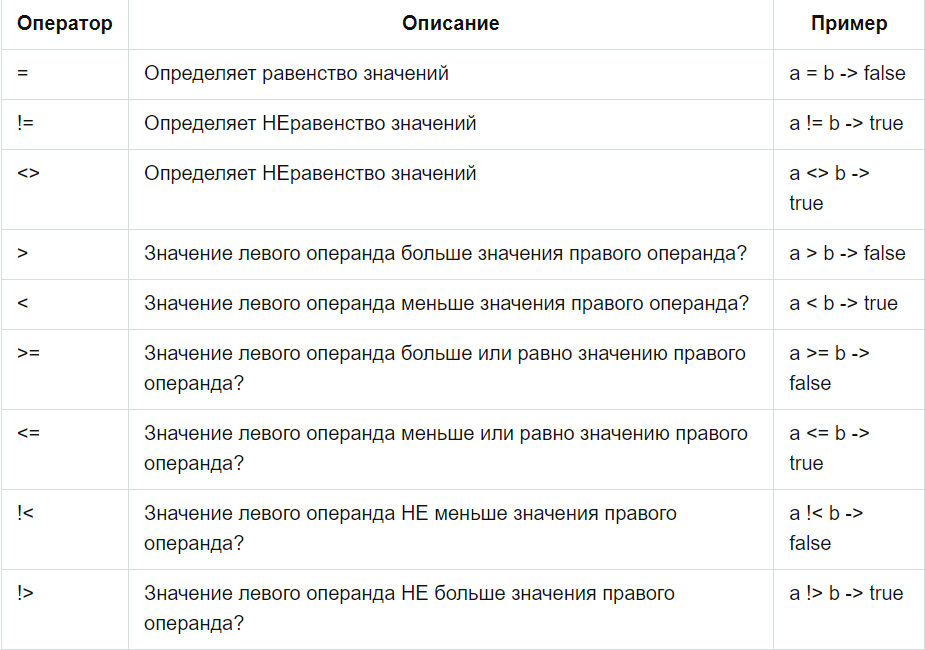 Оператор Описание Пример
= Определяет равенство значений a = b -> false
!= Определяет НЕравенство значений a != b -> true
<> Определяет НЕравенство значений a <> b ->
true
> Значение левого операнда больше значения правого операнда? a > b -> false
< Значение левого операнда меньше значения правого операнда? a < b -> true
>= Значение левого операнда больше или равно значению правого a >= b ->
операнда? false
<= Значение левого операнда меньше или равно значению правого a <= b ->
операнда? true
!< Значение левого операнда НЕ меньше значения правого a !< b ->
операнда? false
!> Значение левого операнда НЕ больше значения правого a !> b -> true
операнда?